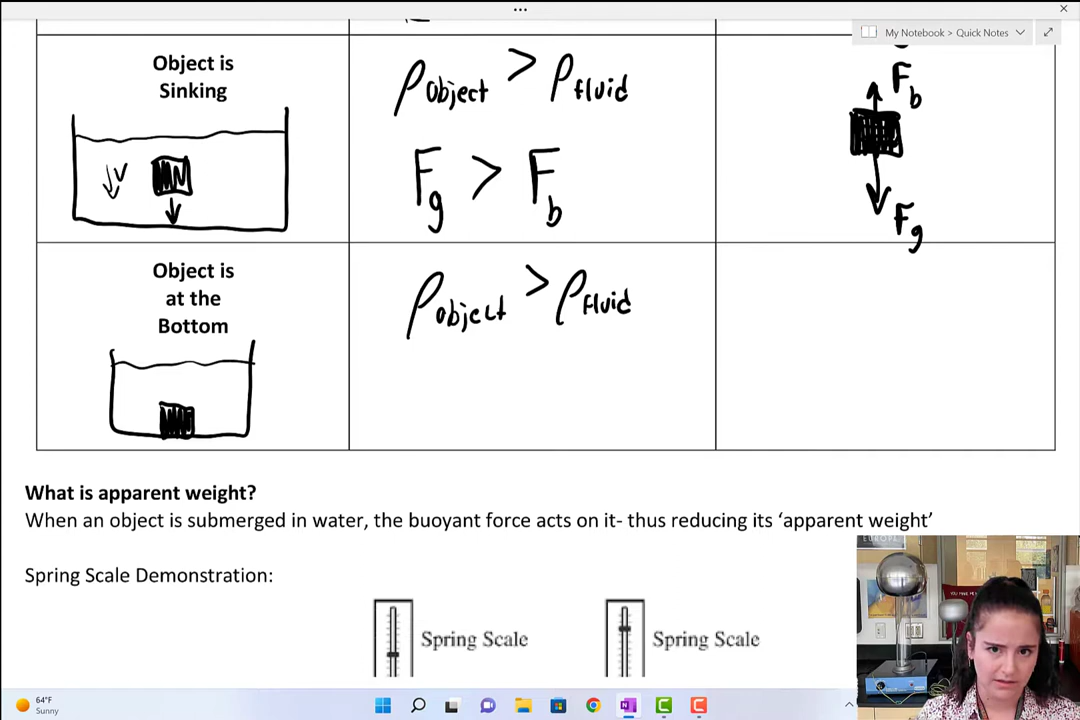 My Notebook > Quick Notes
Object is
Sinking
ρobject > ρfluid
Fg > Fb
V
Fb
Fg
Object is
at the
Bottom
ρobject > ρfluid
What is apparent weight?
When an object is submerged in water, the buoyant force acts on it- thus reducing its ‘apparent weight’
Spring Scale Demonstration:
Spring Scale
Spring Scale
EUROPE
64°F
Sunny